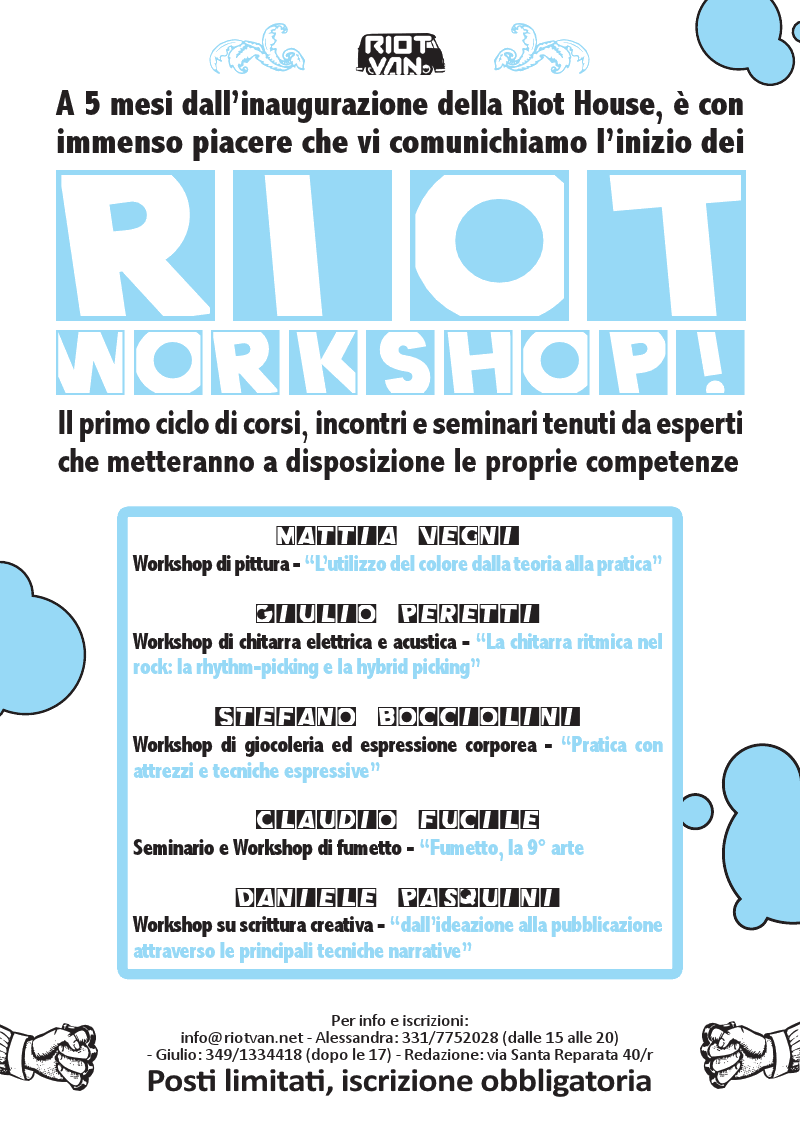 RIOT
VAN
A 5 mesi dall'inaugurazione della Riot House, è con
immenso piacere che vi comunichiamo l'inizio dei
RIOT
WORKSHOP!
Il primo ciclo di corsi, incontri e seminari tenuti da esperti
che metteranno a disposizione le proprie competenze
MATTIA VEGNI
Workshop di pittura - “L'utilizzo del colore dalla teoria alla pratica”
GIULIO PERETTI
Workshop di chitarra elettrica e acustica - “La chitarra ritmica nel
rock: la rhythm-picking e la hybrid picking”
STEFANO BOCCIOLINI
Workshop di giocoleria ed espressione corporea - “Pratica con
attrezzi e tecniche espressive”
CLAUDIO FUCILE
Seminario e Workshop di fumetto - “Fumetto, la 9° arte
DANIELE PASQUINI
Workshop su scrittura creativa - “dall'ideazione alla pubblicazione
attraverso le principali tecniche narrative”
Per info e iscrizioni:
info@riotvan.net - Alessandra: 331/7752028 (dalle 15 alle 20)
- Giulio: 349/1334418 (dopo le 17) - Redazione: via Santa Reparata 40/r
Posti limitati, iscrizione obbligatoria